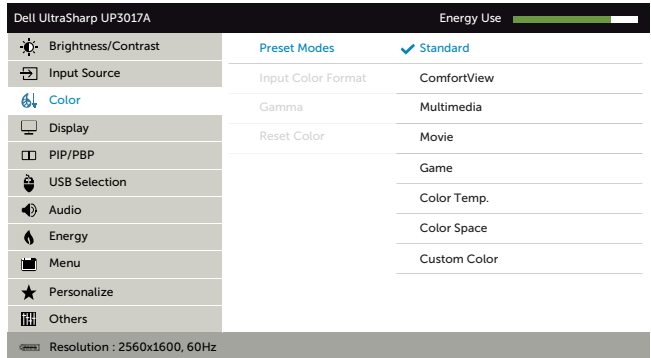 Dell UltraSharp UP3017A Energy Use
Brightness/Contrast Preset Modes Standard
Input Source Input Color Format ComfortView
Color Gamma Multimedia
Display Reset Color Movie
PIP/PBP Game
USB Selection Color Temp.
Audio Color Space
Energy Custom Color
Menu
Personalize
Others
Resolution : 2560x1600, 60Hz